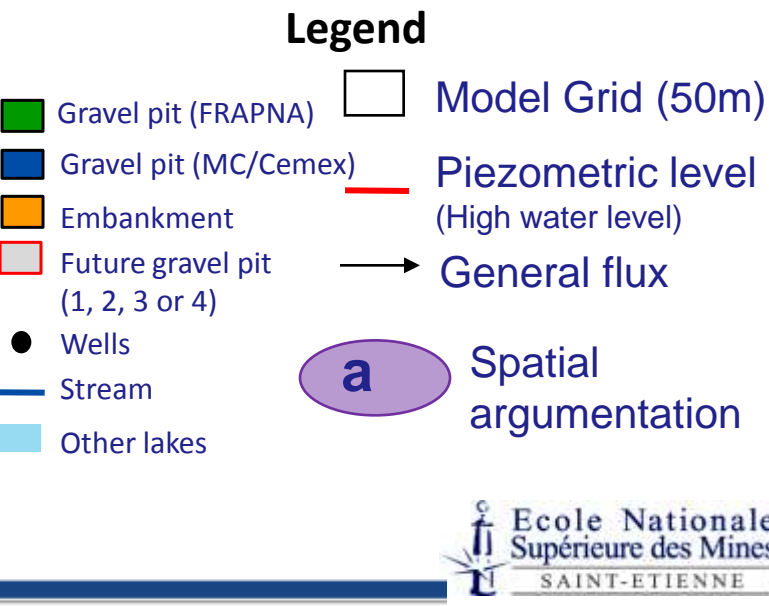 Legend
Gravel pit (FRAPNA)
Gravel pit (MC/Cemex)
Embankment
Future gravel pit
(1, 2, 3 or 4)
Wells
Stream
Other lakes
Model Grid (50m)
Piezometric level
(High water level)
General flux
a
Spatial
argumentation
Ecole Nationale
Supérieure des Mines
SAINT-ETIENNE